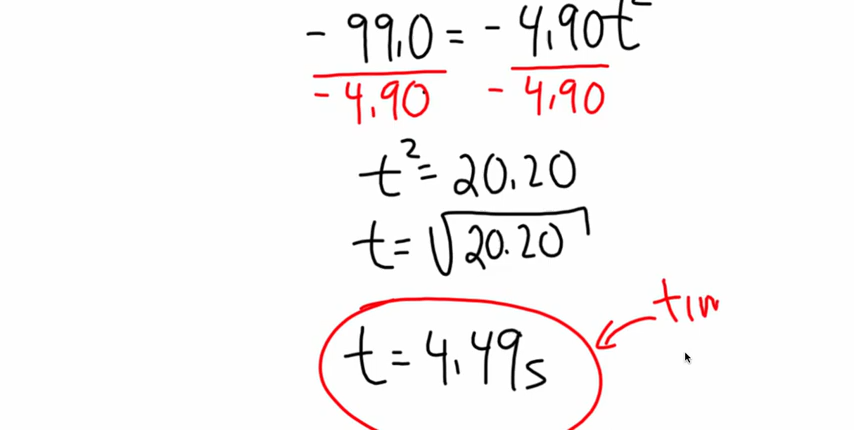 - 99.0 = - 4.90t²
- 4.90 - 4.90
t² = 20.20
t = √20.20
tim
t = 4.49s